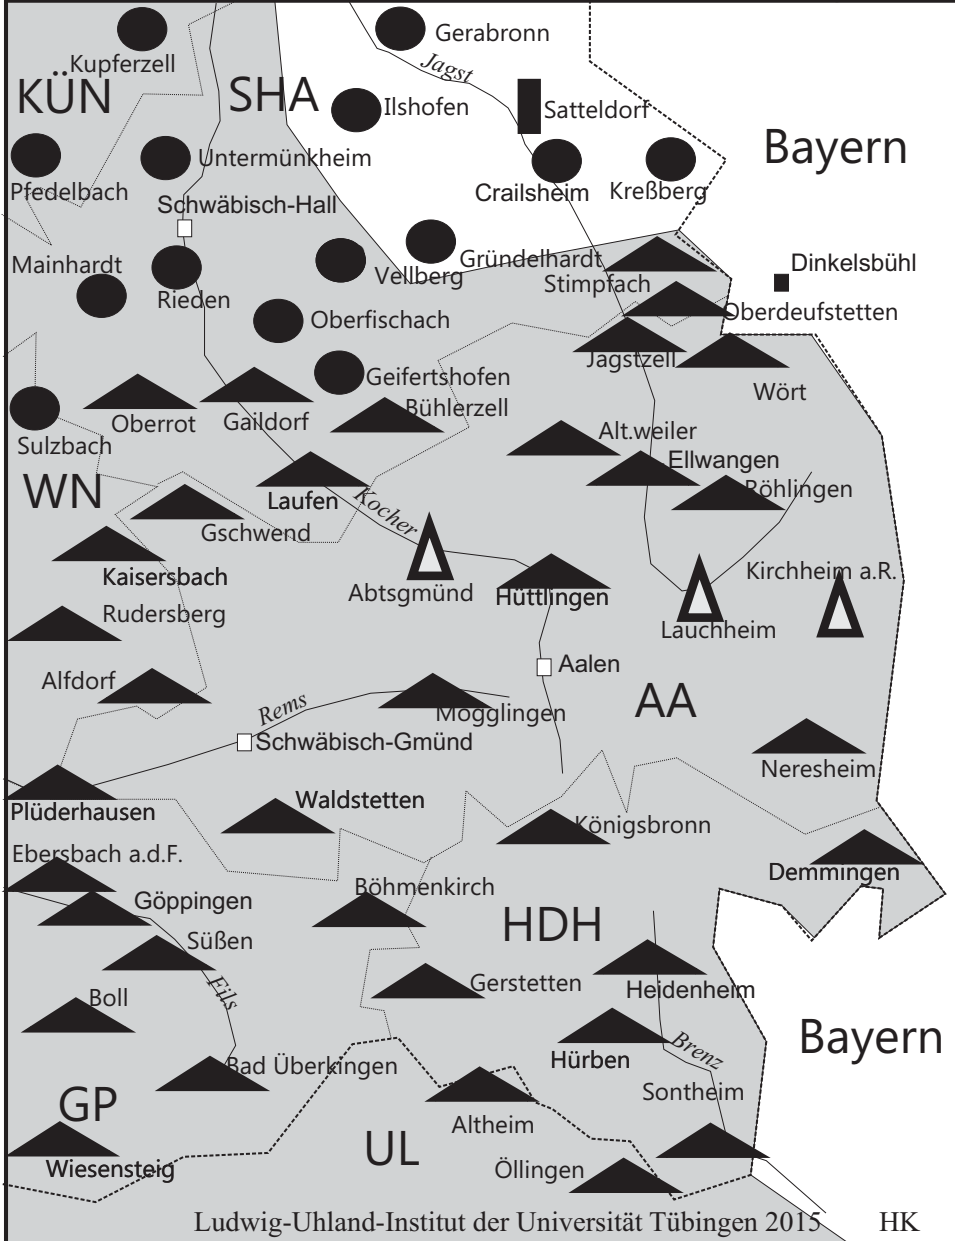 Gerabronn
Kupferzell
Jagst
KÜN
SHA
Ilshofen
Satteldorf
Bayern
Untermünkheim
Pfedelbach
Crailsheim
Kreßberg
Schwäbisch-Hall
Mainhardt
Rieden
Vellberg
Gründelhardt
Stimpfach
Dinkelsbühl
Oberfischach
Oberdeufstetten
Jagstzell
Geifertshofen
Wört
Sulzbach
Oberrot
Gaildorf
Bühlerzell
Alt.weiler
Ellwangen
WN
Laufen
Kocher
Röhlingen
Gschwend
Kaisersbach
Abtsgmünd
Hüttlingen
Kirchheim a.R.
Rudersberg
Lauchheim
Aalen
Alfdorf
Rems
Mögglingen
AA
Schwäbisch-Gmünd
Neresheim
Plüderhausen
Waldstetten
Königsbronn
Ebersbach a.d.F.
Demmingen
Böhmenkirch
Göppingen
HDH
Süßen
Gerstetten
Heidenheim
Boll
Fils
Bayern
Hürben
Brenz
Bad Überkingen
Sontheim
GP
Altheim
UL
Wiesensteig
Öllingen
Ludwig-Uhland-Institut der Universität Tübingen 2015 HK